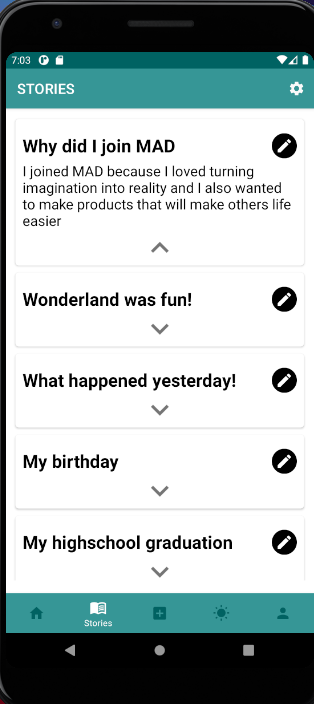 7:03
STORIES
Why did I join MAD
I joined MAD because I loved turning
imagination into reality and I also wanted
to make products that will make others life
easier
Wonderland was fun!
What happened yesterday!
My birthday
My highschool graduation
Stories